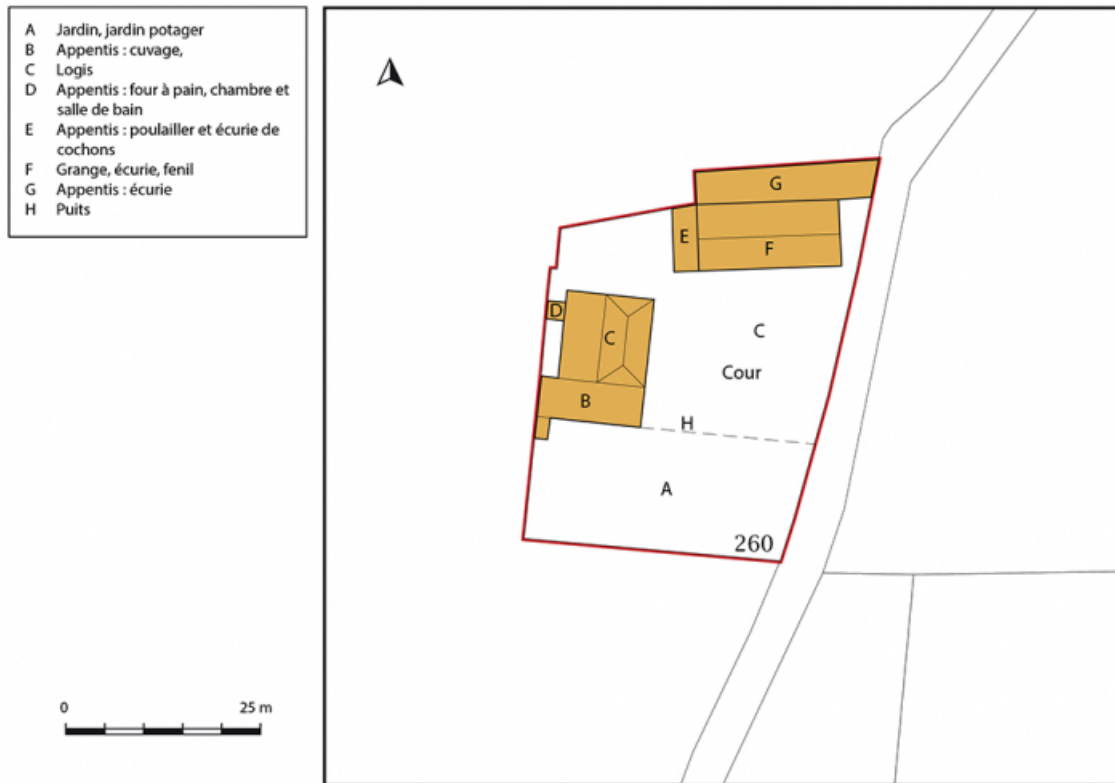 A Jardin, jardin potager
B Appentis : cuvage,
C Logis
D Appentis : four à pain, chambre et
salle de bain
E Appentis : poulailler et écurie de
cochons
F Grange, écurie, fenil
G Appentis : écurie
H Puits
G
E
F
D
C
C
Cour
B
H
A
260
0 25 m